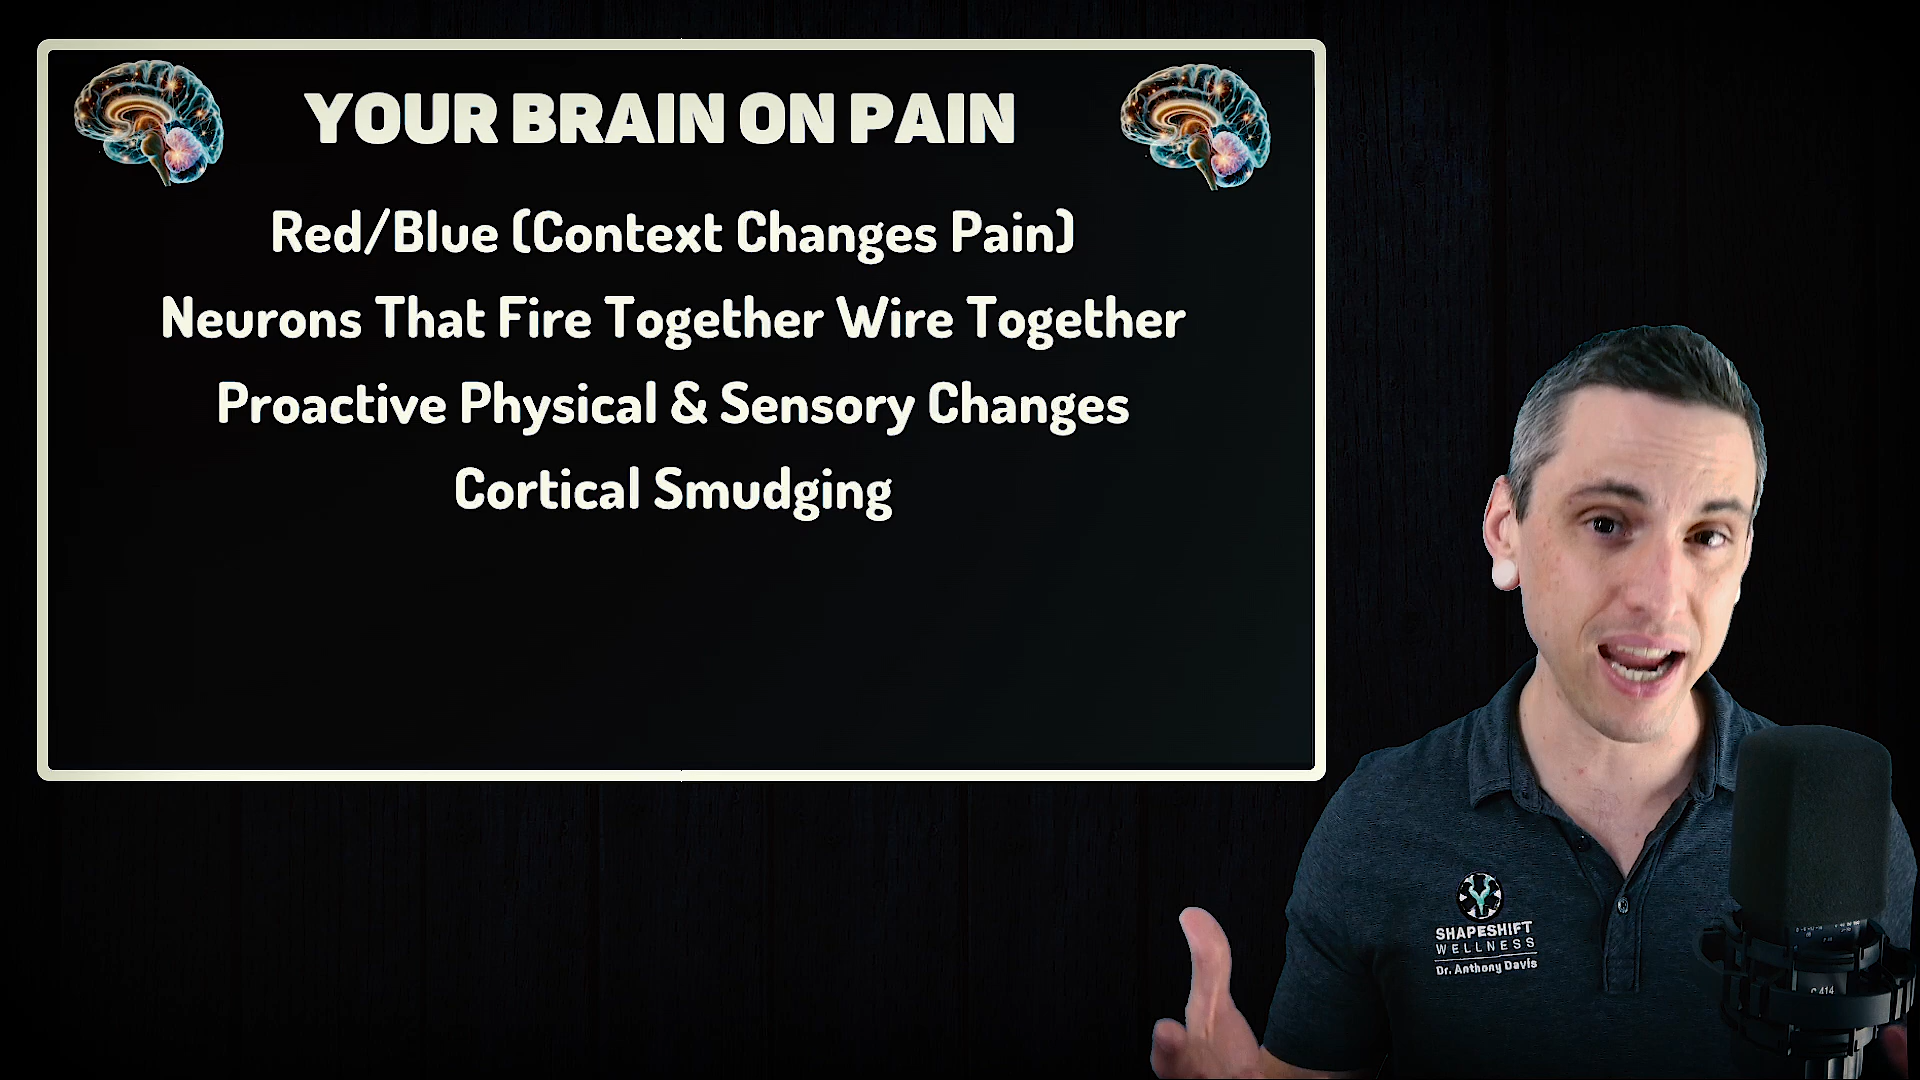 YOUR BRAIN ON PAIN
Red/Blue (Context Changes Pain)
Neurons That Fire Together Wire Together
Proactive Physical & Sensory Changes
Cortical Smudging
SHAPESHIFT
WELLNESS
Dr. Anthony Davis
C 414